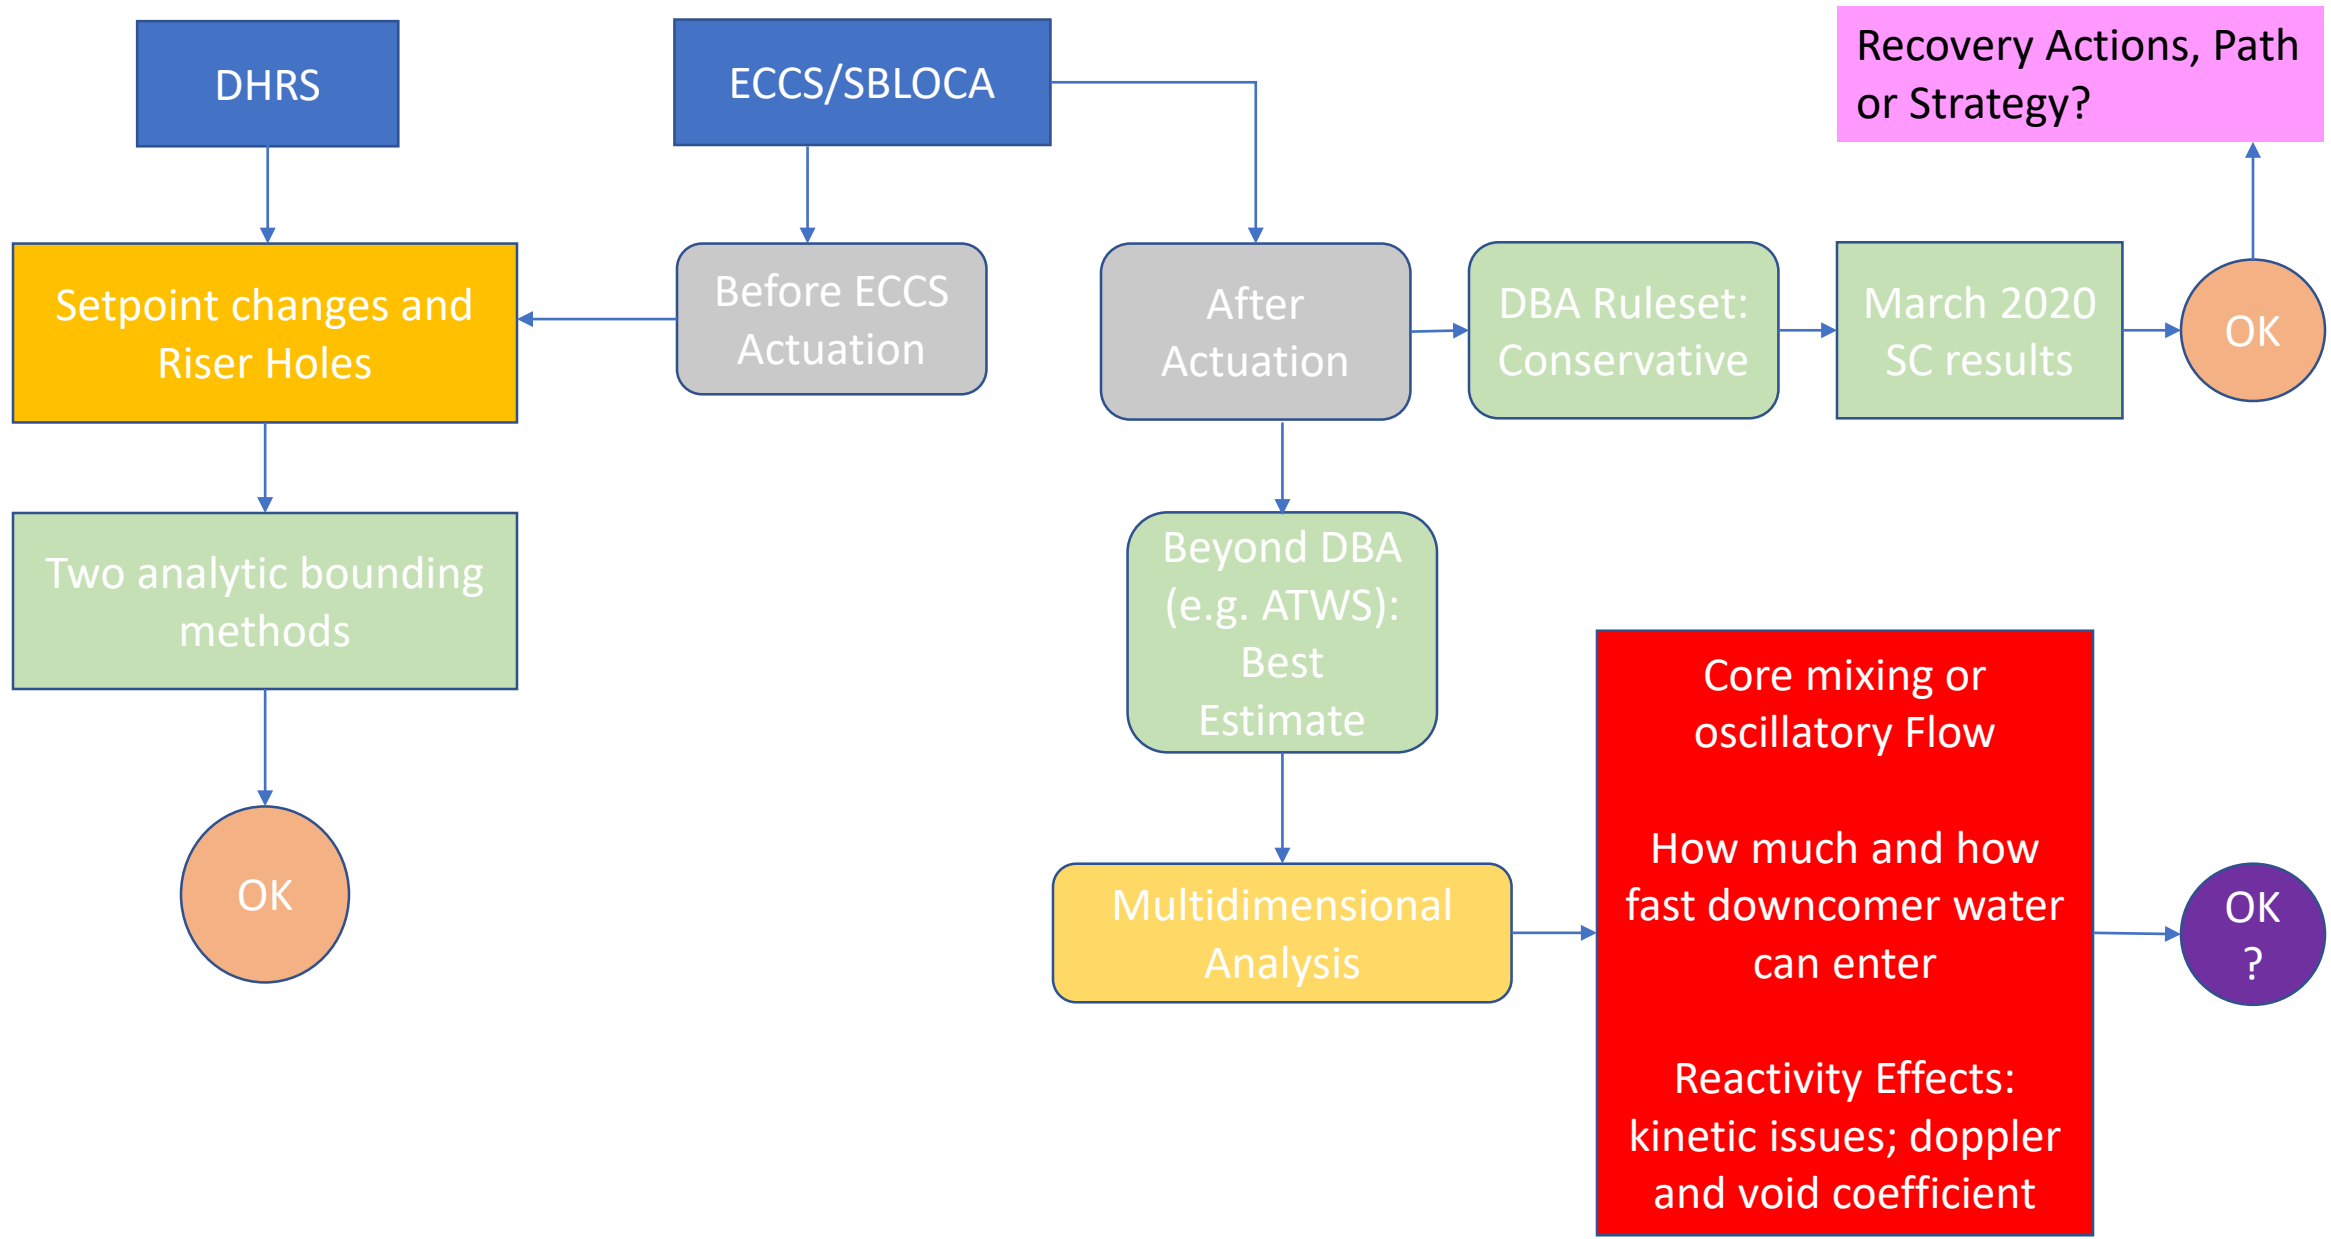 DHRS
ECCS/SBLOCA
Recovery Actions, Path
or Strategy?
Setpoint changes and
Riser Holes
Before ECCS
Actuation
After
Actuation
DBA Ruleset:
Conservative
March 2020
SC results
OK
Two analytic bounding
methods
Beyond DBA
(e.g. ATWS):
Best
Estimate
OK
Multidimensional
Analysis
Core mixing or
oscillatory Flow
How much and how
fast downcomer water
can enter
Reactivity Effects:
kinetic issues; doppler
and void coefficient
OK
?